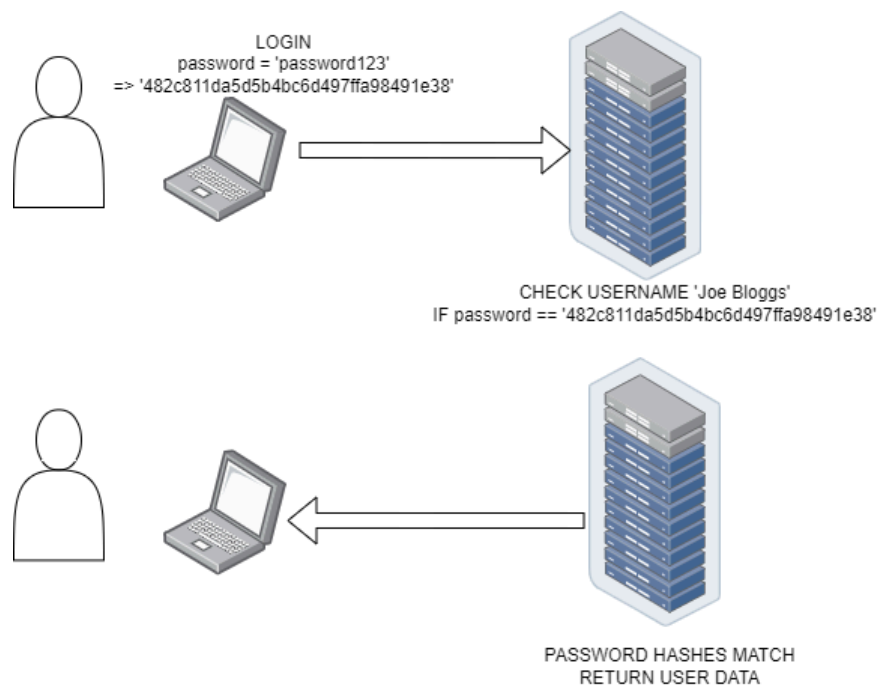 LOGIN
password = 'password123'
=> '482c811da5d5b4bc6d497ffa98491e38'
CHECK USERNAME 'Joe Bloggs'
IF password == '482c811da5d5b4bc6d497ffa98491e38'
PASSWORD HASHES MATCH
RETURN USER DATA